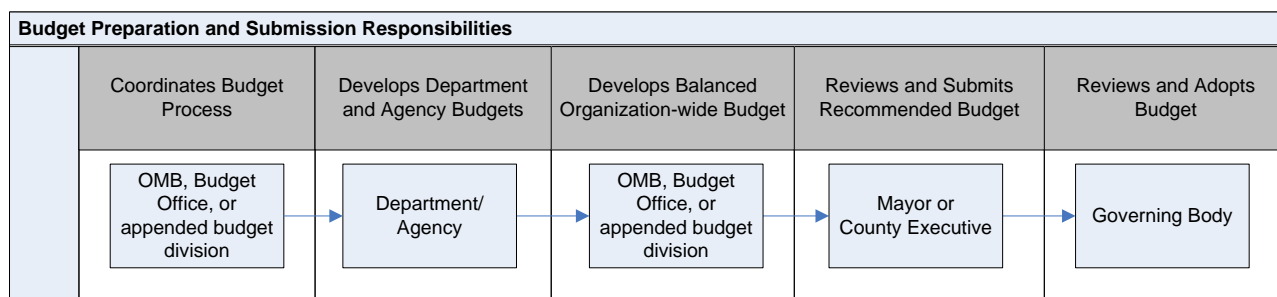 Budget Preparation and Submission Responsibilities
Coordinates Budget
Process
Develops Department
and Agency Budgets
Develops Balanced
Organization-wide Budget
Reviews and Submits
Recommended Budget
Reviews and Adopts
Budget
OMB, Budget
Office, or
appended budget
division
Department/
Agency
OMB, Budget
Office, or
appended budget
division
Mayor or
County Executive
Governing Body